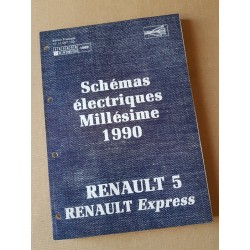 Schémas
électriques
Millésime
1990
RENAULT 5
RENAULT Express